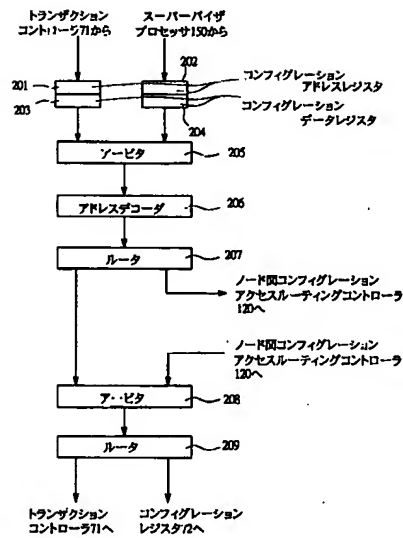 トランザクション
コントローラ71から
スーパーバイザ
プロセッサ150から
202
コンフィグレーション
アドレスレジスタ
201
203
コンフィグレーション
データレジスタ
204
アービタ
205
アドレスデコーダ
206
ルータ
207
ノード図コンフィグレーション
アクセスルーティングコントローラ
120へ
ノード図コンフィグレーション
アクセスルーティングコントローラ
120へ
アービタ
208
ルータ
209
トランザクション
コントローラ71へ
コンフィグレーション
レジスタ72へ